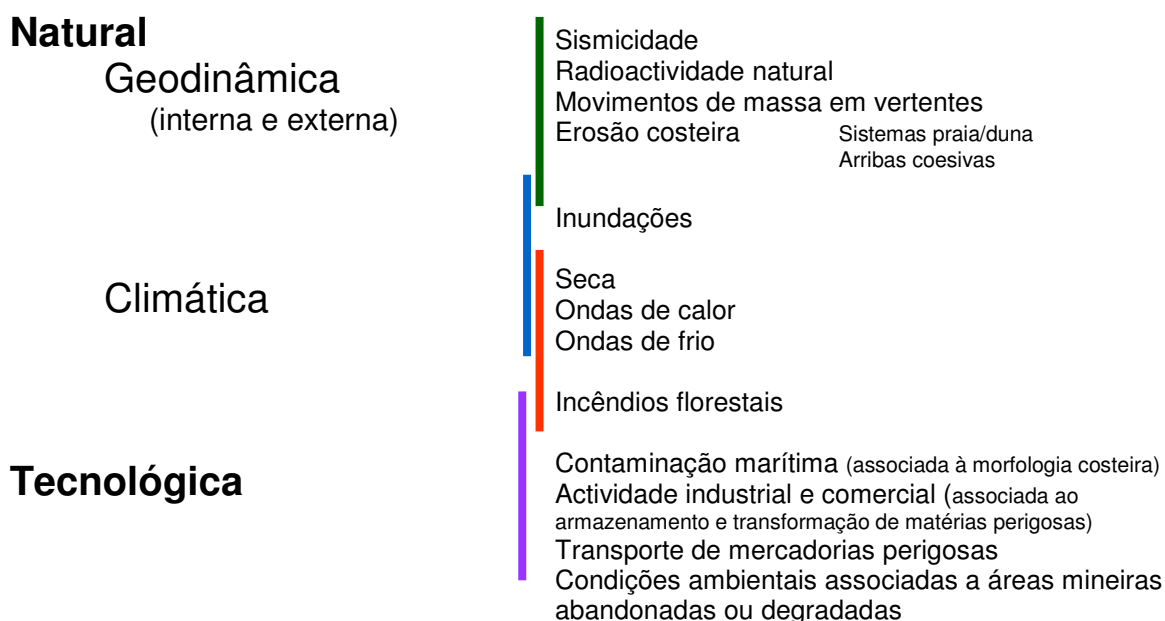 Natural
Geodinâmica
(interna e externa)
Sismicidade
Radioactividade natural
Movimentos de massa em vertentes
Erosão costeira Sistemas praia/duna
Arribas coesivas
Inundações
Climática
Seca
Ondas de calor
Ondas de frio
Incêndios florestais
Tecnológica
Contaminação marítima (associada à morfologia costeira)
Actividade industrial e comercial (associada ao
armazenamento e transformação de matérias perigosas)
Transporte de mercadorias perigosas
Condições ambientais associadas a áreas mineiras
abandonadas ou degradadas